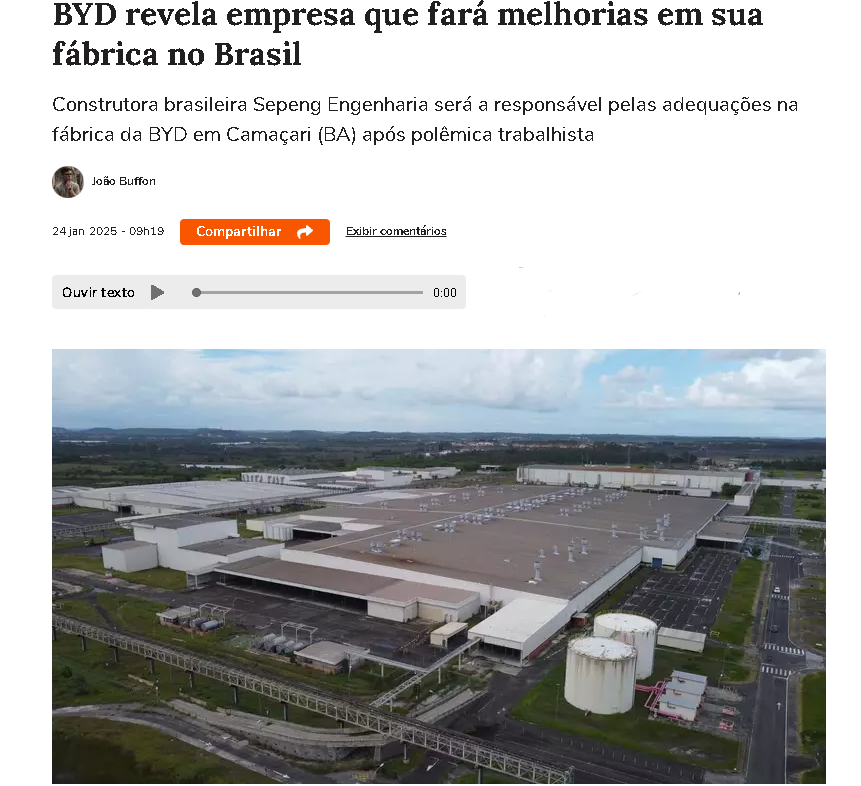 BYD revela empresa que fará melhorias em sua
fábrica no Brasil
Construtora brasileira Sepeng Engenharia será a responsável pelas adequações na
fábrica da BYD em Camaçari (BA) após polêmica trabalhista
João Buffon
24 jan 2025 - 09h19
Compartilhar
Exibir comentários
Ouvir texto
0:00